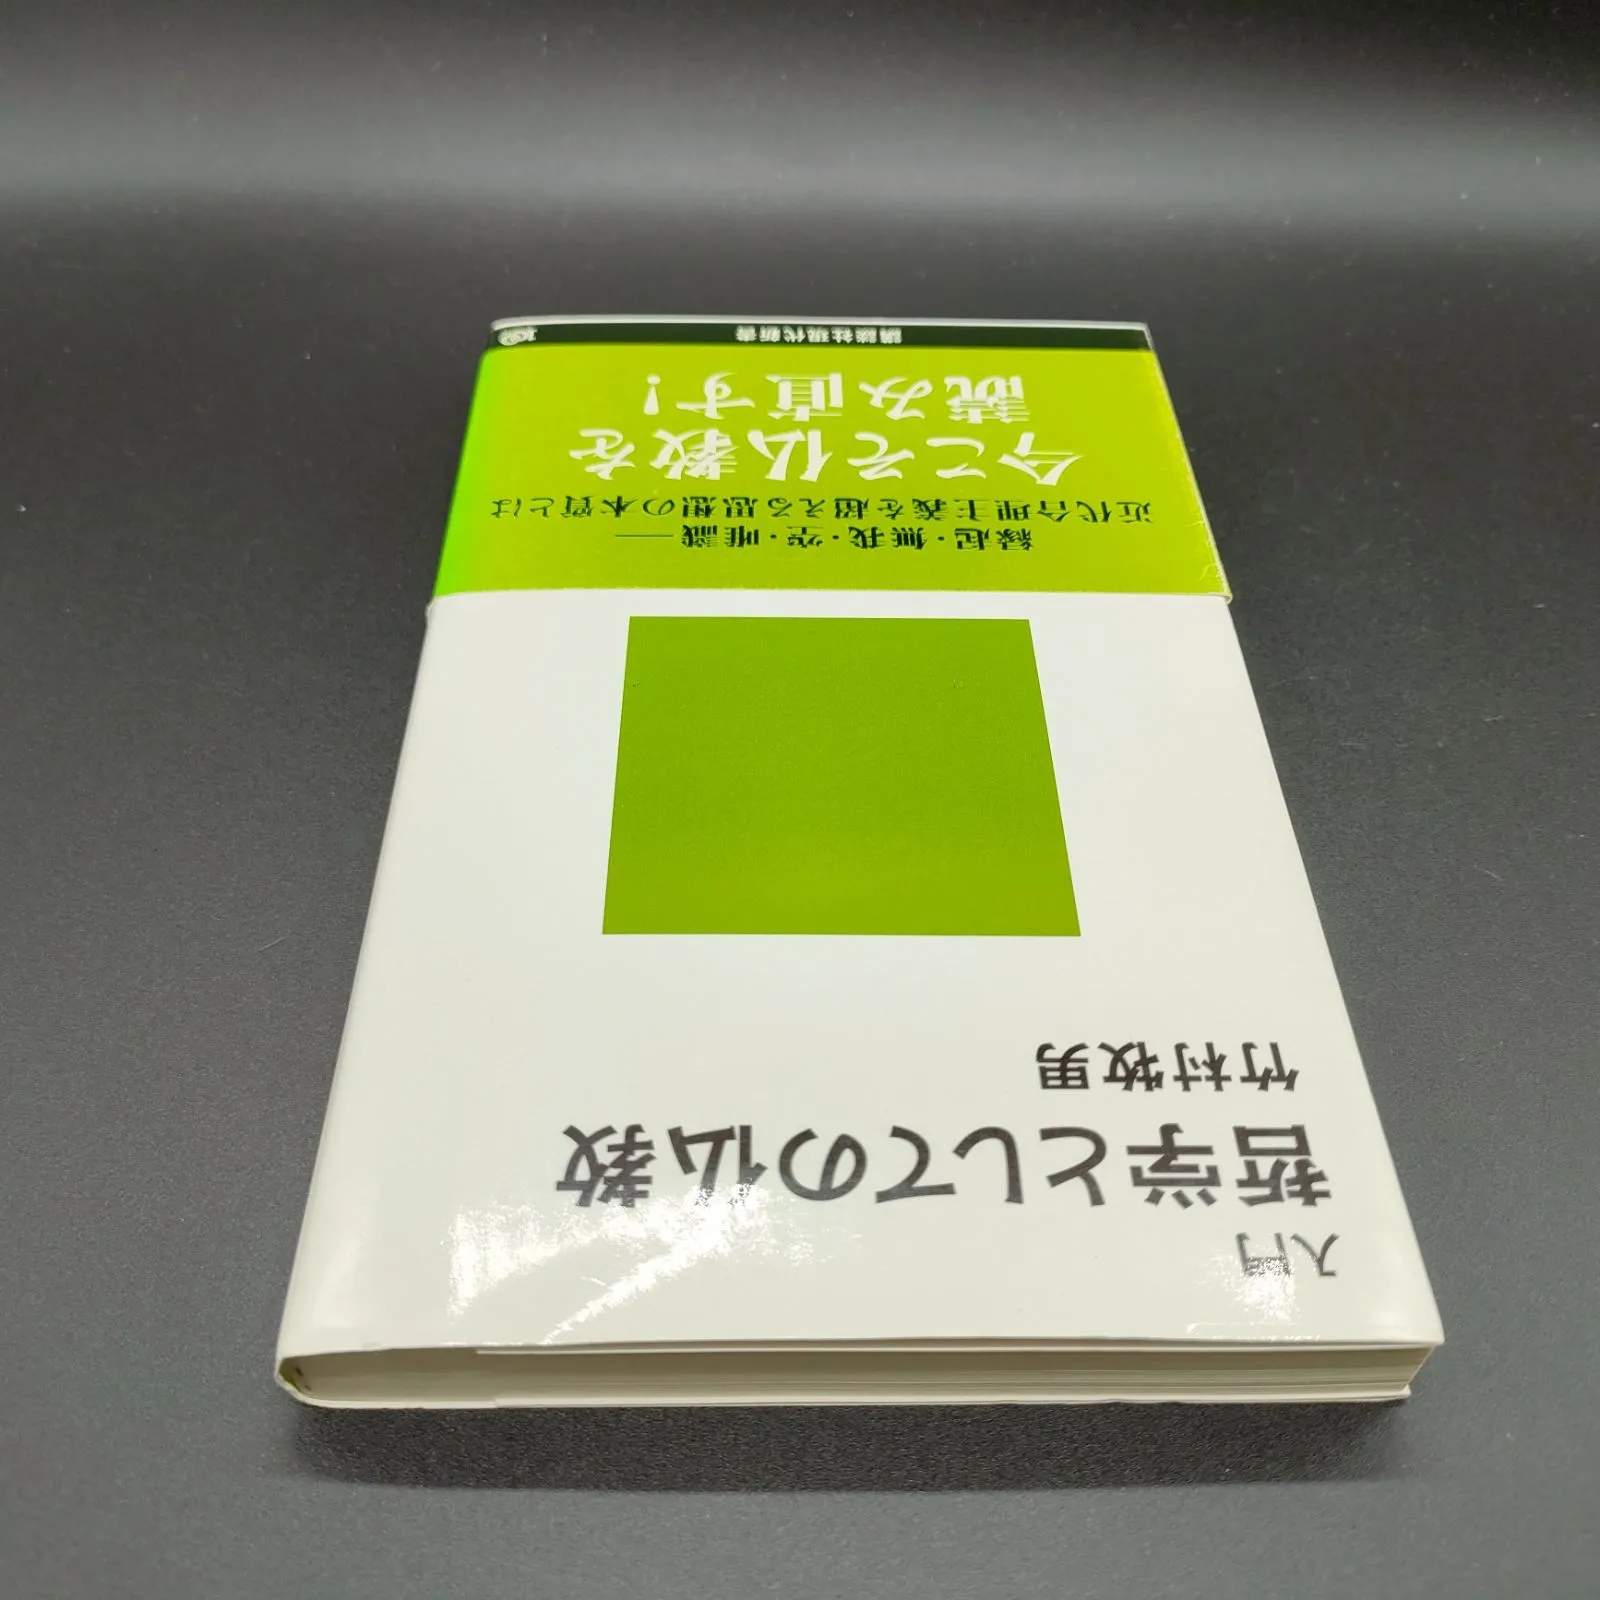 入門
哲学としての仏教
竹村牧男
縁起・無我・空・唯識――
近代合理主義を超える思想の本質とは
今こそ仏教を
読み直す!
講談社現代新書